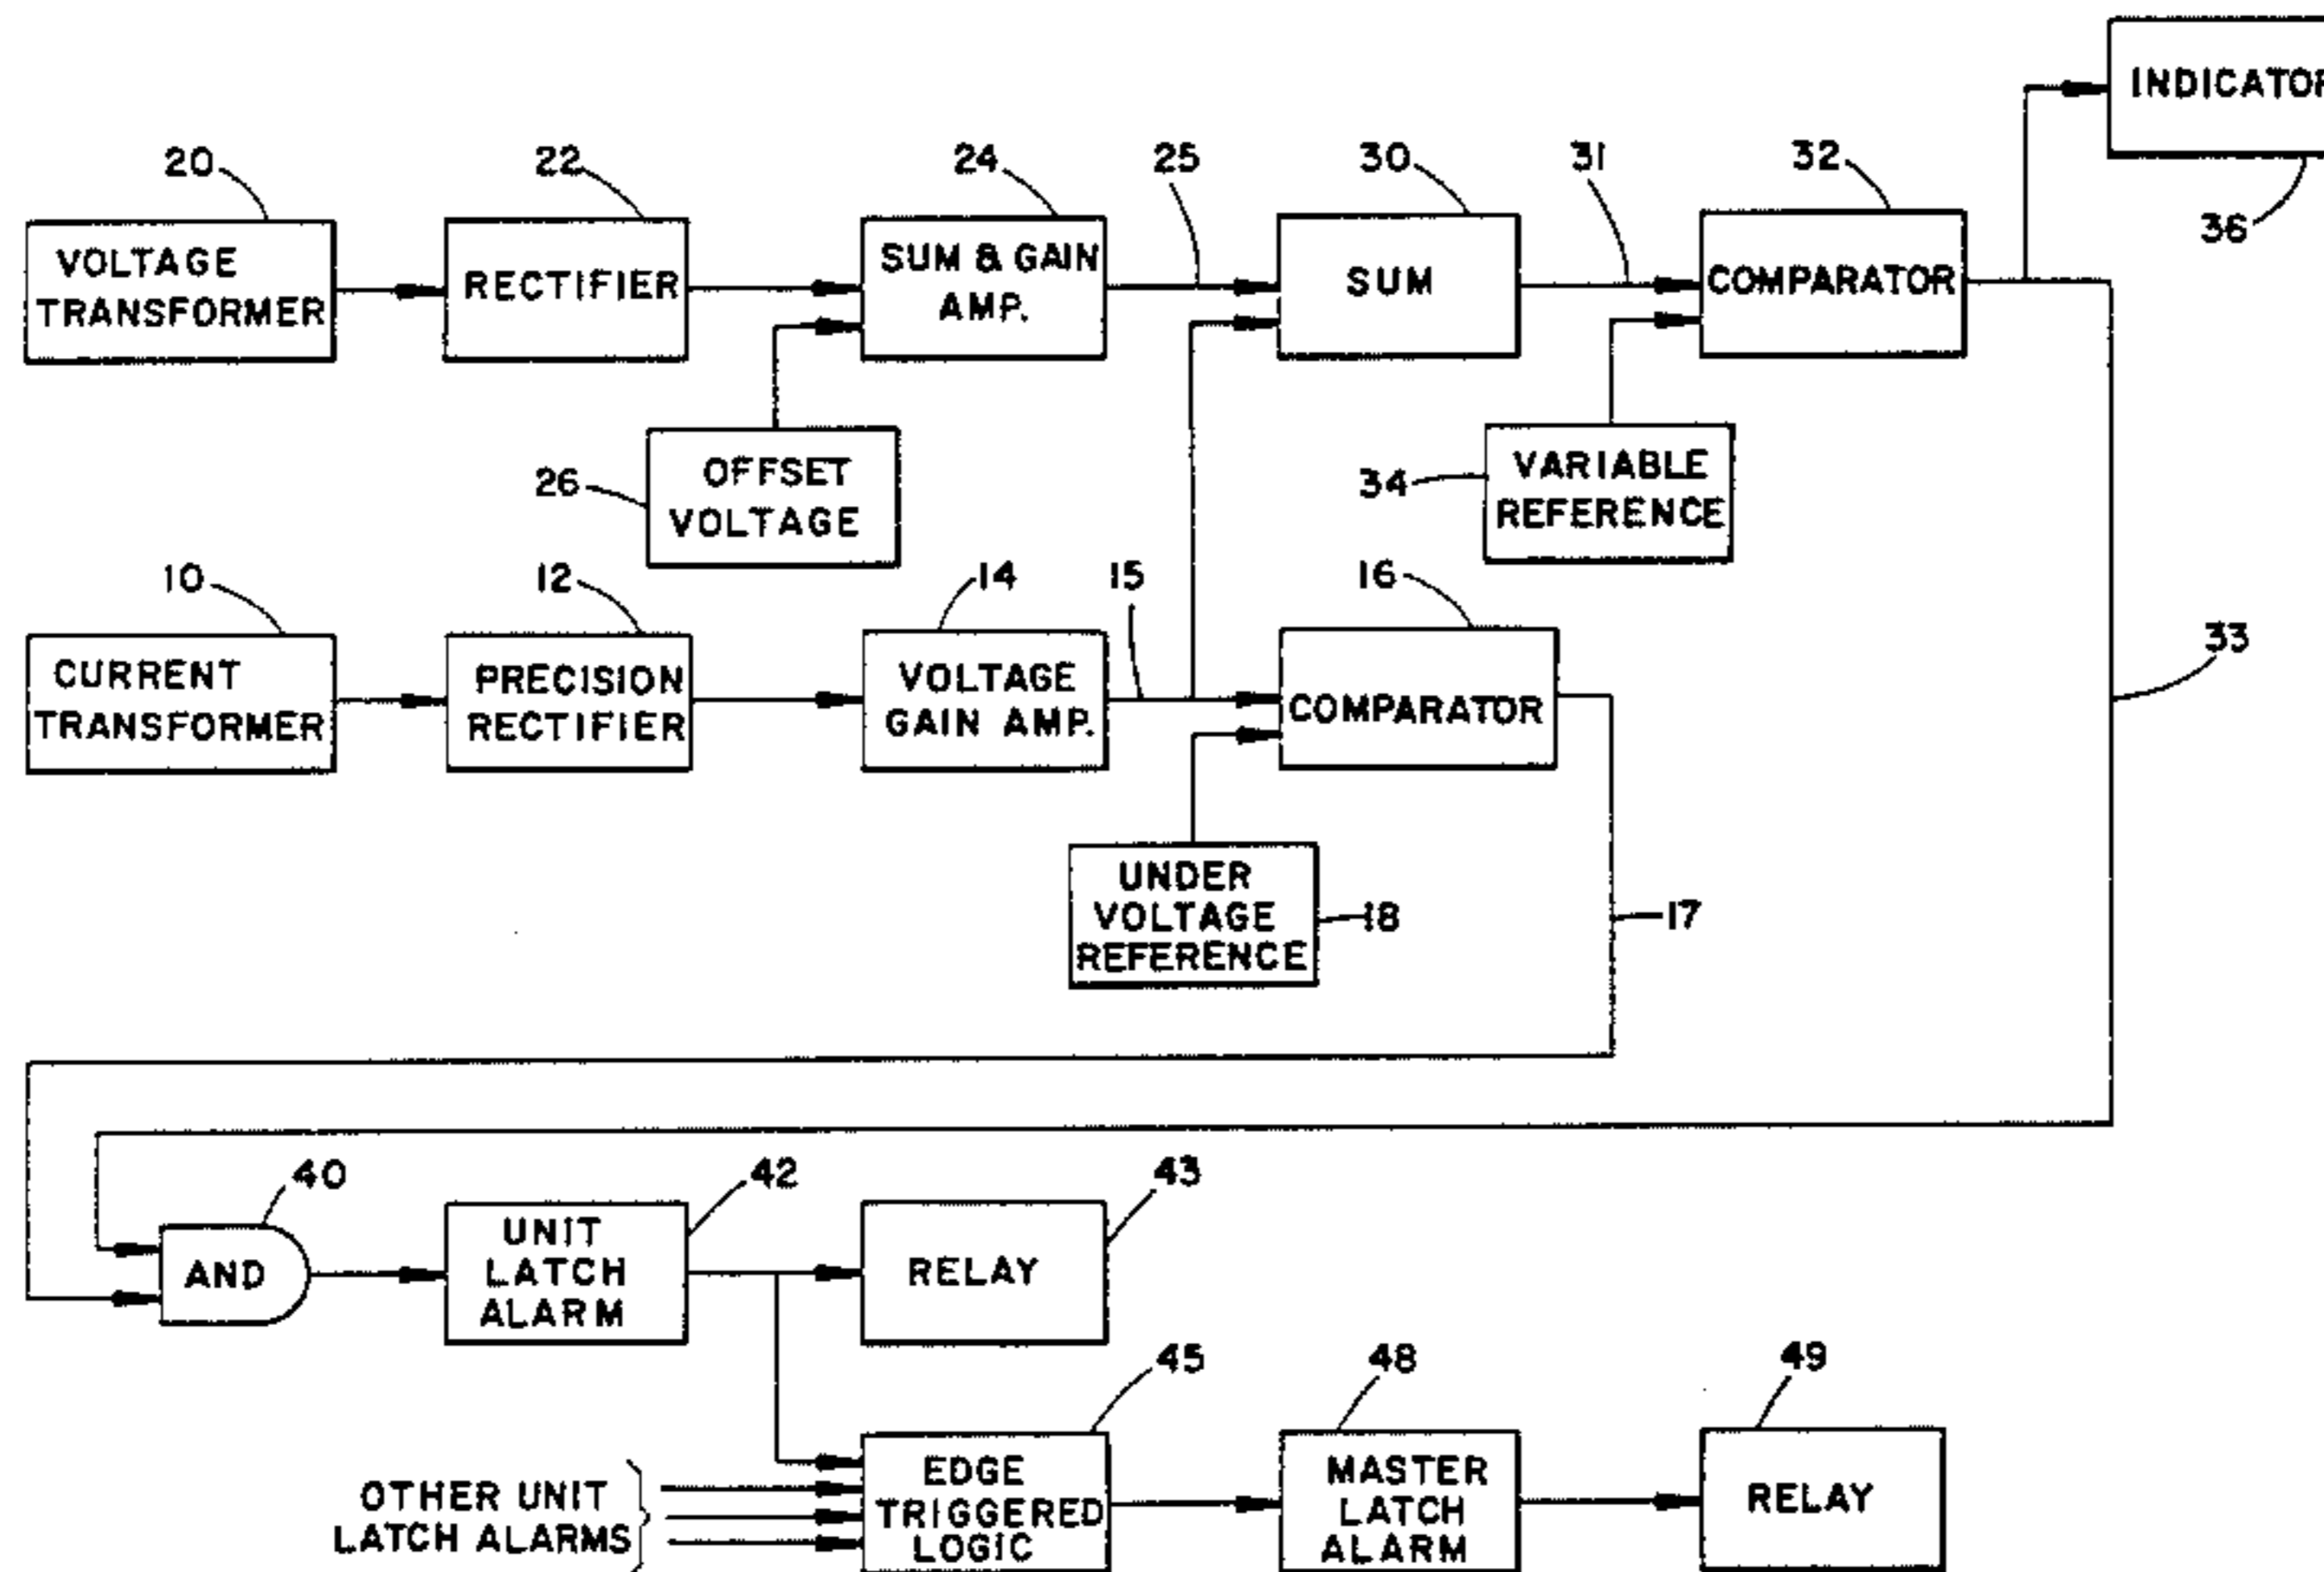 INDICATOR
36
20
22
24
25
30
31
32
VOLTAGE
TRANSFORMER
RECTIFIER
SUM & GAIN
AMP.
SUM
COMPARATOR
26
OFFSET
VOLTAGE
34
VARIABLE
REFERENCE
10
12
14
15
16
33
CURRENT
TRANSFORMER
PRECISION
RECTIFIER
VOLTAGE
GAIN AMP.
COMPARATOR
UNDER
VOLTAGE
REFERENCE
18
17
40
42
43
AND
UNIT
LATCH
ALARM
RELAY
45
48
49
OTHER UNIT
LATCH ALARMS
EDGE
TRIGGERED
LOGIC
MASTER
LATCH
ALARM
RELAY